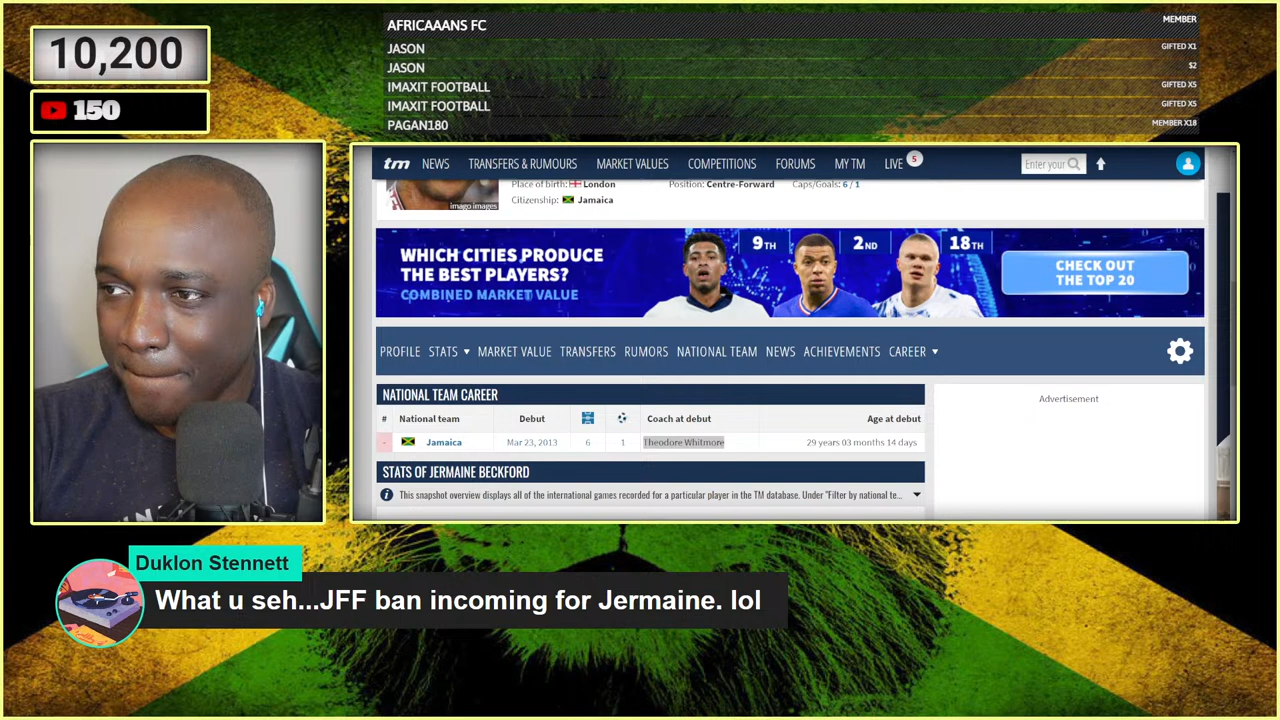 10,200
150
AFRICAAANS FC MEMBER
JASON GIFTED X1
JASON $2
IMAXIT FOOTBALL GIFTED X5
IMAXIT FOOTBALL GIFTED X5
PAGAN180 MEMBER X18
tm NEWS TRANSFERS & RUMOURS MARKET VALUES COMPETITIONS FORUMS MY TM LIVE 5 Enter your
Place of birth: London Position: Centre-Forward Caps/Goals: 6 / 1
imago images Citizenship: Jamaica
WHICH CITIES PRODUCE 9TH 2ND 18TH
THE BEST PLAYERS?
COMBINED MARKET VALUE
CHECK OUT
THE TOP 20
PROFILE STATS ▼ MARKET VALUE TRANSFERS RUMORS NATIONAL TEAM NEWS ACHIEVEMENTS CAREER ▼
NATIONAL TEAM CAREER
Advertisement
# National team Debut Coach at debut Age at debut
- Jamaica Mar 23, 2013 6 1 Theodore Whitmore 29 years 03 months 14 days
STATS OF JERMAINE BECKFORD
This snapshot overview displays all of the international games recorded for a particular player in the TM database. Under "Filter by national te...
Duklon Stennett
What u seh...JFF ban incoming for Jermaine. lol